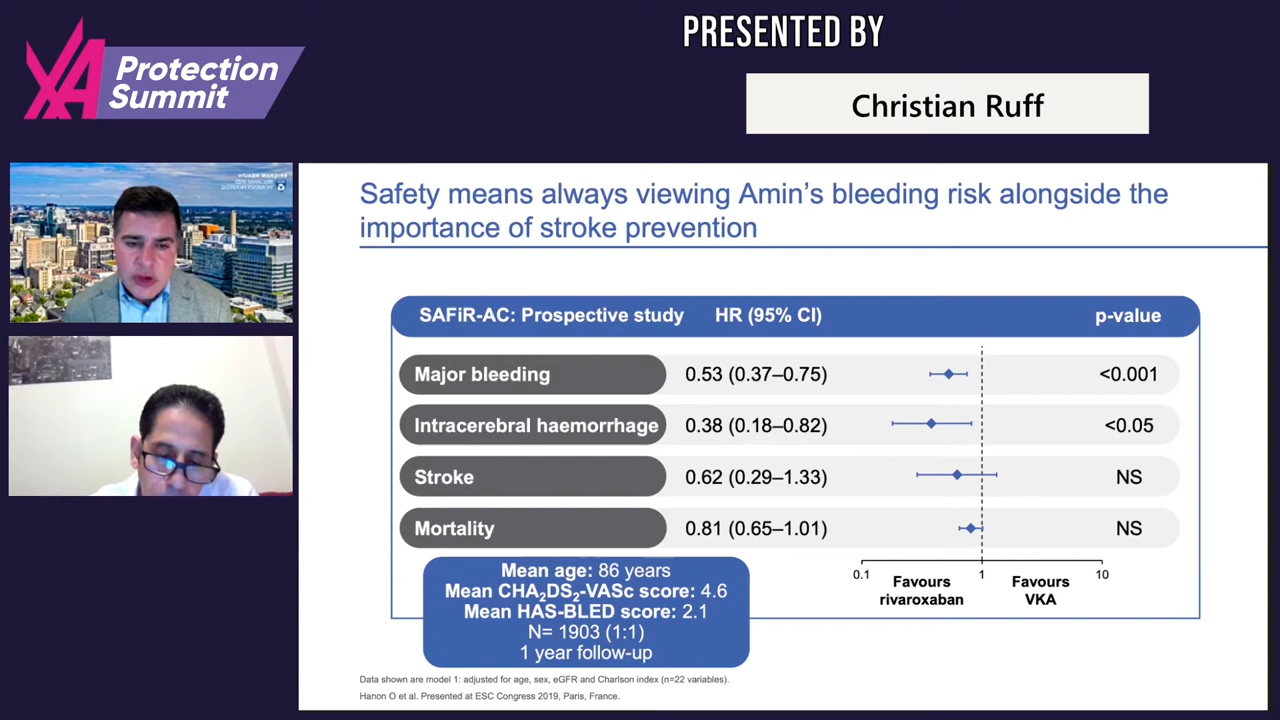 PRESENTED BY
XA Protection
Summit
Christian Ruff
Safety means always viewing Amin's bleeding risk alongside the
importance of stroke prevention
SAFiR-AC: Prospective study HR (95% CI) p-value
Major bleeding 0.53 (0.37–0.75) <0.001
Intracerebral haemorrhage 0.38 (0.18–0.82) <0.05
Stroke 0.62 (0.29–1.33) NS
Mortality 0.81 (0.65–1.01) NS
0.1 1 10
Favours
rivaroxaban
Favours
VKA
Mean age: 86 years
Mean CHA₂DS₂-VASc score: 4.6
Mean HAS-BLED score: 2.1
N= 1903 (1:1)
1 year follow-up
Data shown are model 1: adjusted for age, sex, eGFR and Charlson index (n=22 variables).
Hanon O et al. Presented at ESC Congress 2019, Paris, France.